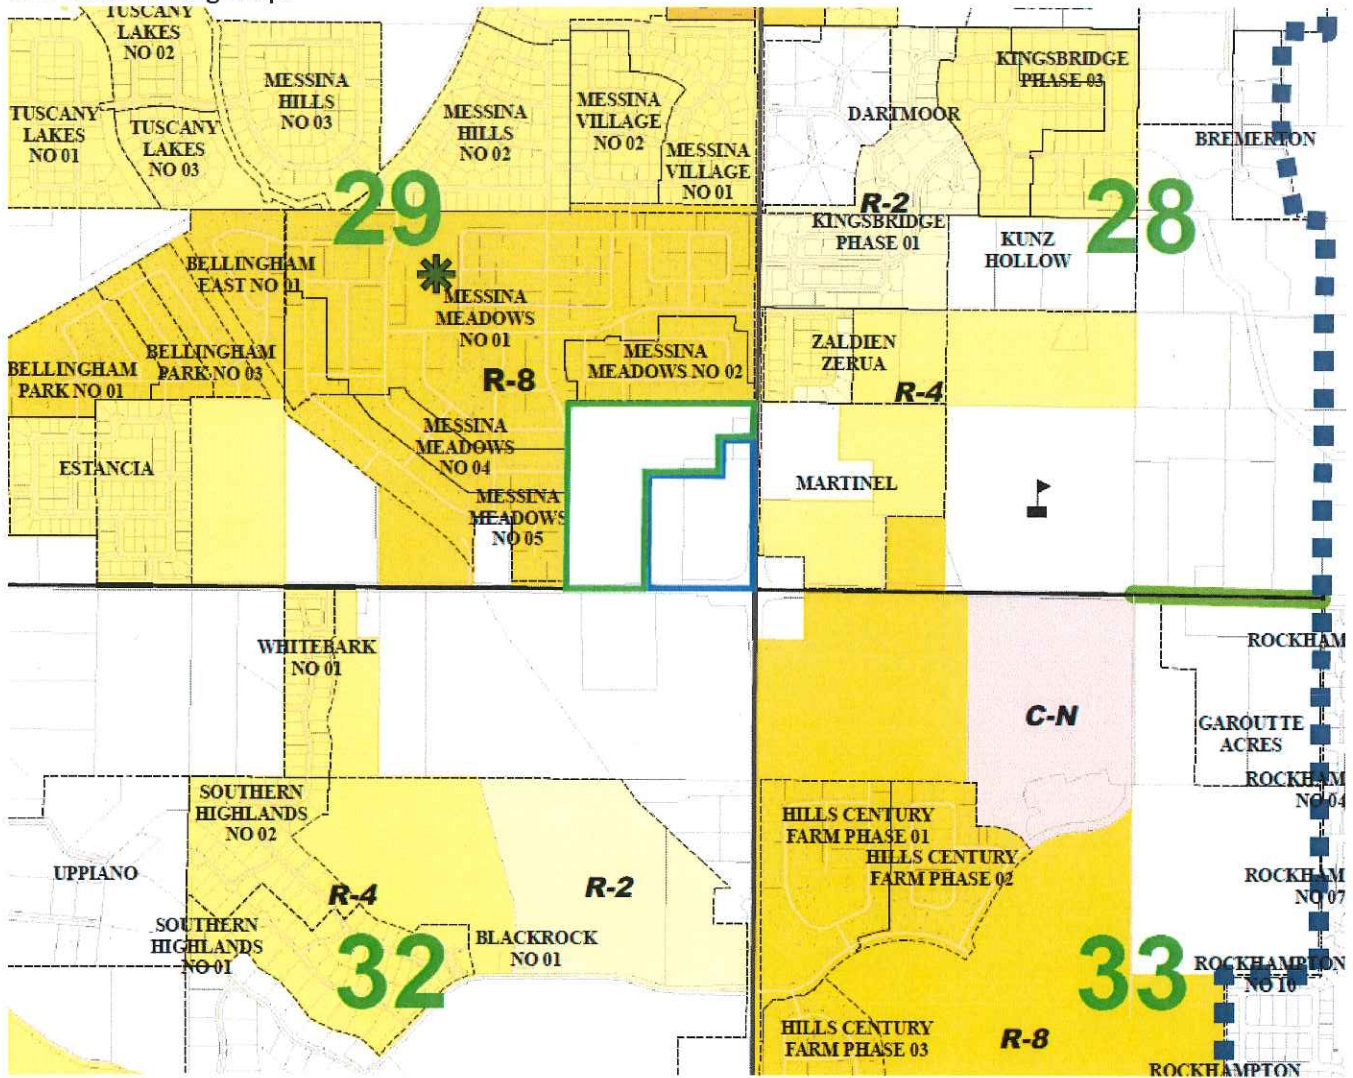 TUSCANY
LAKES
NO 02
MESSINA
HILLS
NO 03
TUSCANY
LAKES
NO 01
TUSCANY
LAKES
NO 03
MESSINA
HILLS
NO 02
MESSINA
VILLAGE
NO 02
MESSINA
VILLAGE
NO 01
DARTMOOR
KINGSBRIDGE
PHASE 03
BREMERTON
29
R-2
28
KINGSBRIDGE
PHASE 01
KUNZ
HOLLOW
BELLINGHAM
EAST NO 01
MESSINA
MEADOWS
NO 01
BELLINGHAM
PARK NO 01
BELLINGHAM
PARK NO 03
R-8
MESSINA
MEADOWS NO 02
ZALDIEN
ZERUA
R-4
ESTANCIA
MESSINA
MEADOWS
NO 04
MESSINA
MEADOWS
NO 05
MARTINEL
WHITEBARK
NO 01
ROCKHAM
C-N
GAROUTTE
ACRES
ROCKHAM
NO 04
SOUTHERN
HIGHLANDS
NO 02
HILLS CENTURY
FARM PHASE 01
HILLS CENTURY
FARM PHASE 02
UPPIANO
R-4
R-2
ROCKHAM
NO 07
SOUTHERN
HIGHLANDS
NO 01
32
BLACKROCK
NO 01
33
ROCKHAMPTON
NO 10
HILLS CENTURY
FARM PHASE 03
R-8
ROCKHAMPTON